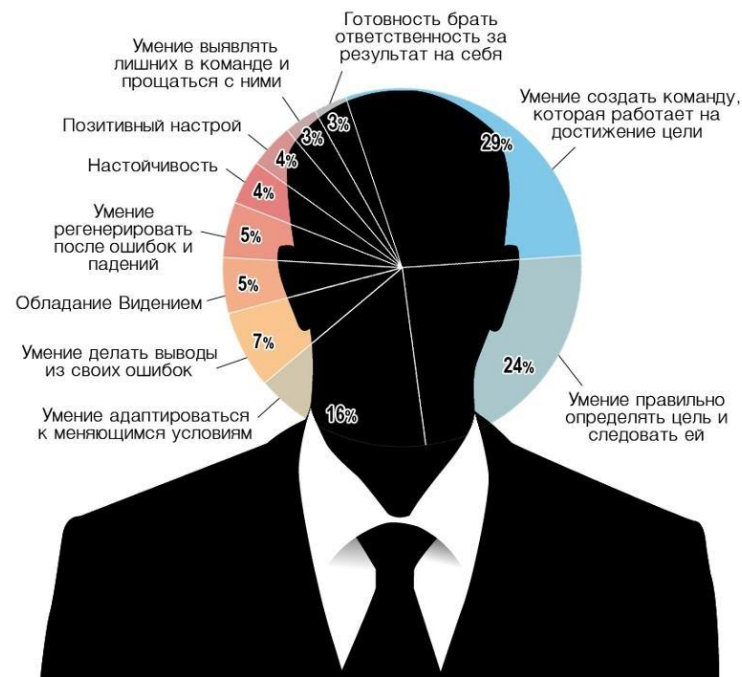 Готовность брать
ответственность за
результат на себя
3%
Умение создать команду,
которая работает на
достижение цели
29%
Умение правильно
определять цель и
следовать ей
24%
Умение адаптироваться
к меняющимся условиям
16%
Умение делать выводы
из своих ошибок
7%
Обладание Видением
5%
Умение
регенерировать
после ошибок и
падений
5%
Настойчивость
4%
Позитивный настрой
4%
Умение выявлять
лишних в команде и
прощаться с ними
3%